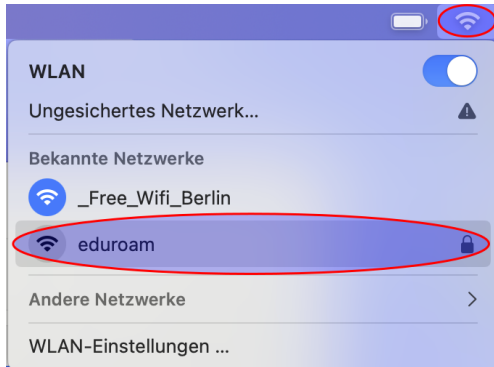 WLAN
Ungesichertes Netzwerk...
Bekannte Netzwerke
_Free_Wifi_Berlin
eduroam
Andere Netzwerke
WLAN-Einstellungen ...